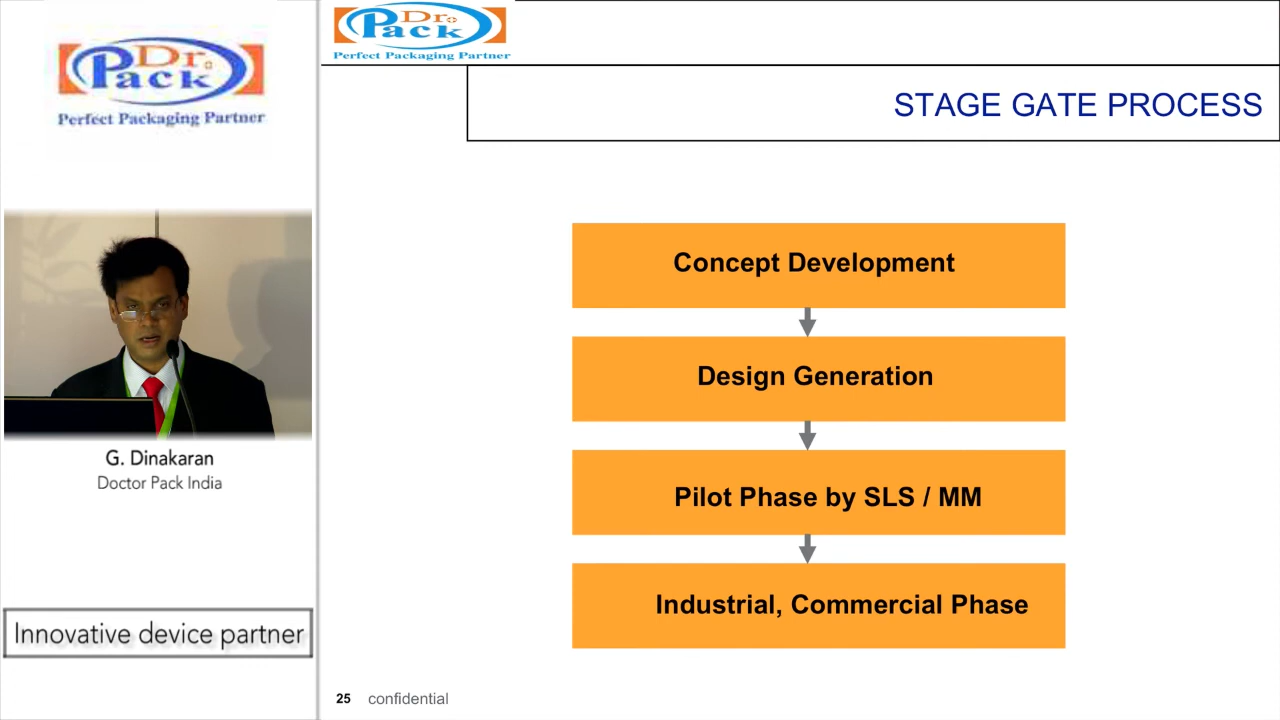 Dr.
Pack
Perfect Packaging Partner
G. Dinakaran
Doctor Pack India
Innovative device partner
Dr.
Pack
Perfect Packaging Partner
STAGE GATE PROCESS
Concept Development
Design Generation
Pilot Phase by SLS / MM
Industrial, Commercial Phase
25 confidential